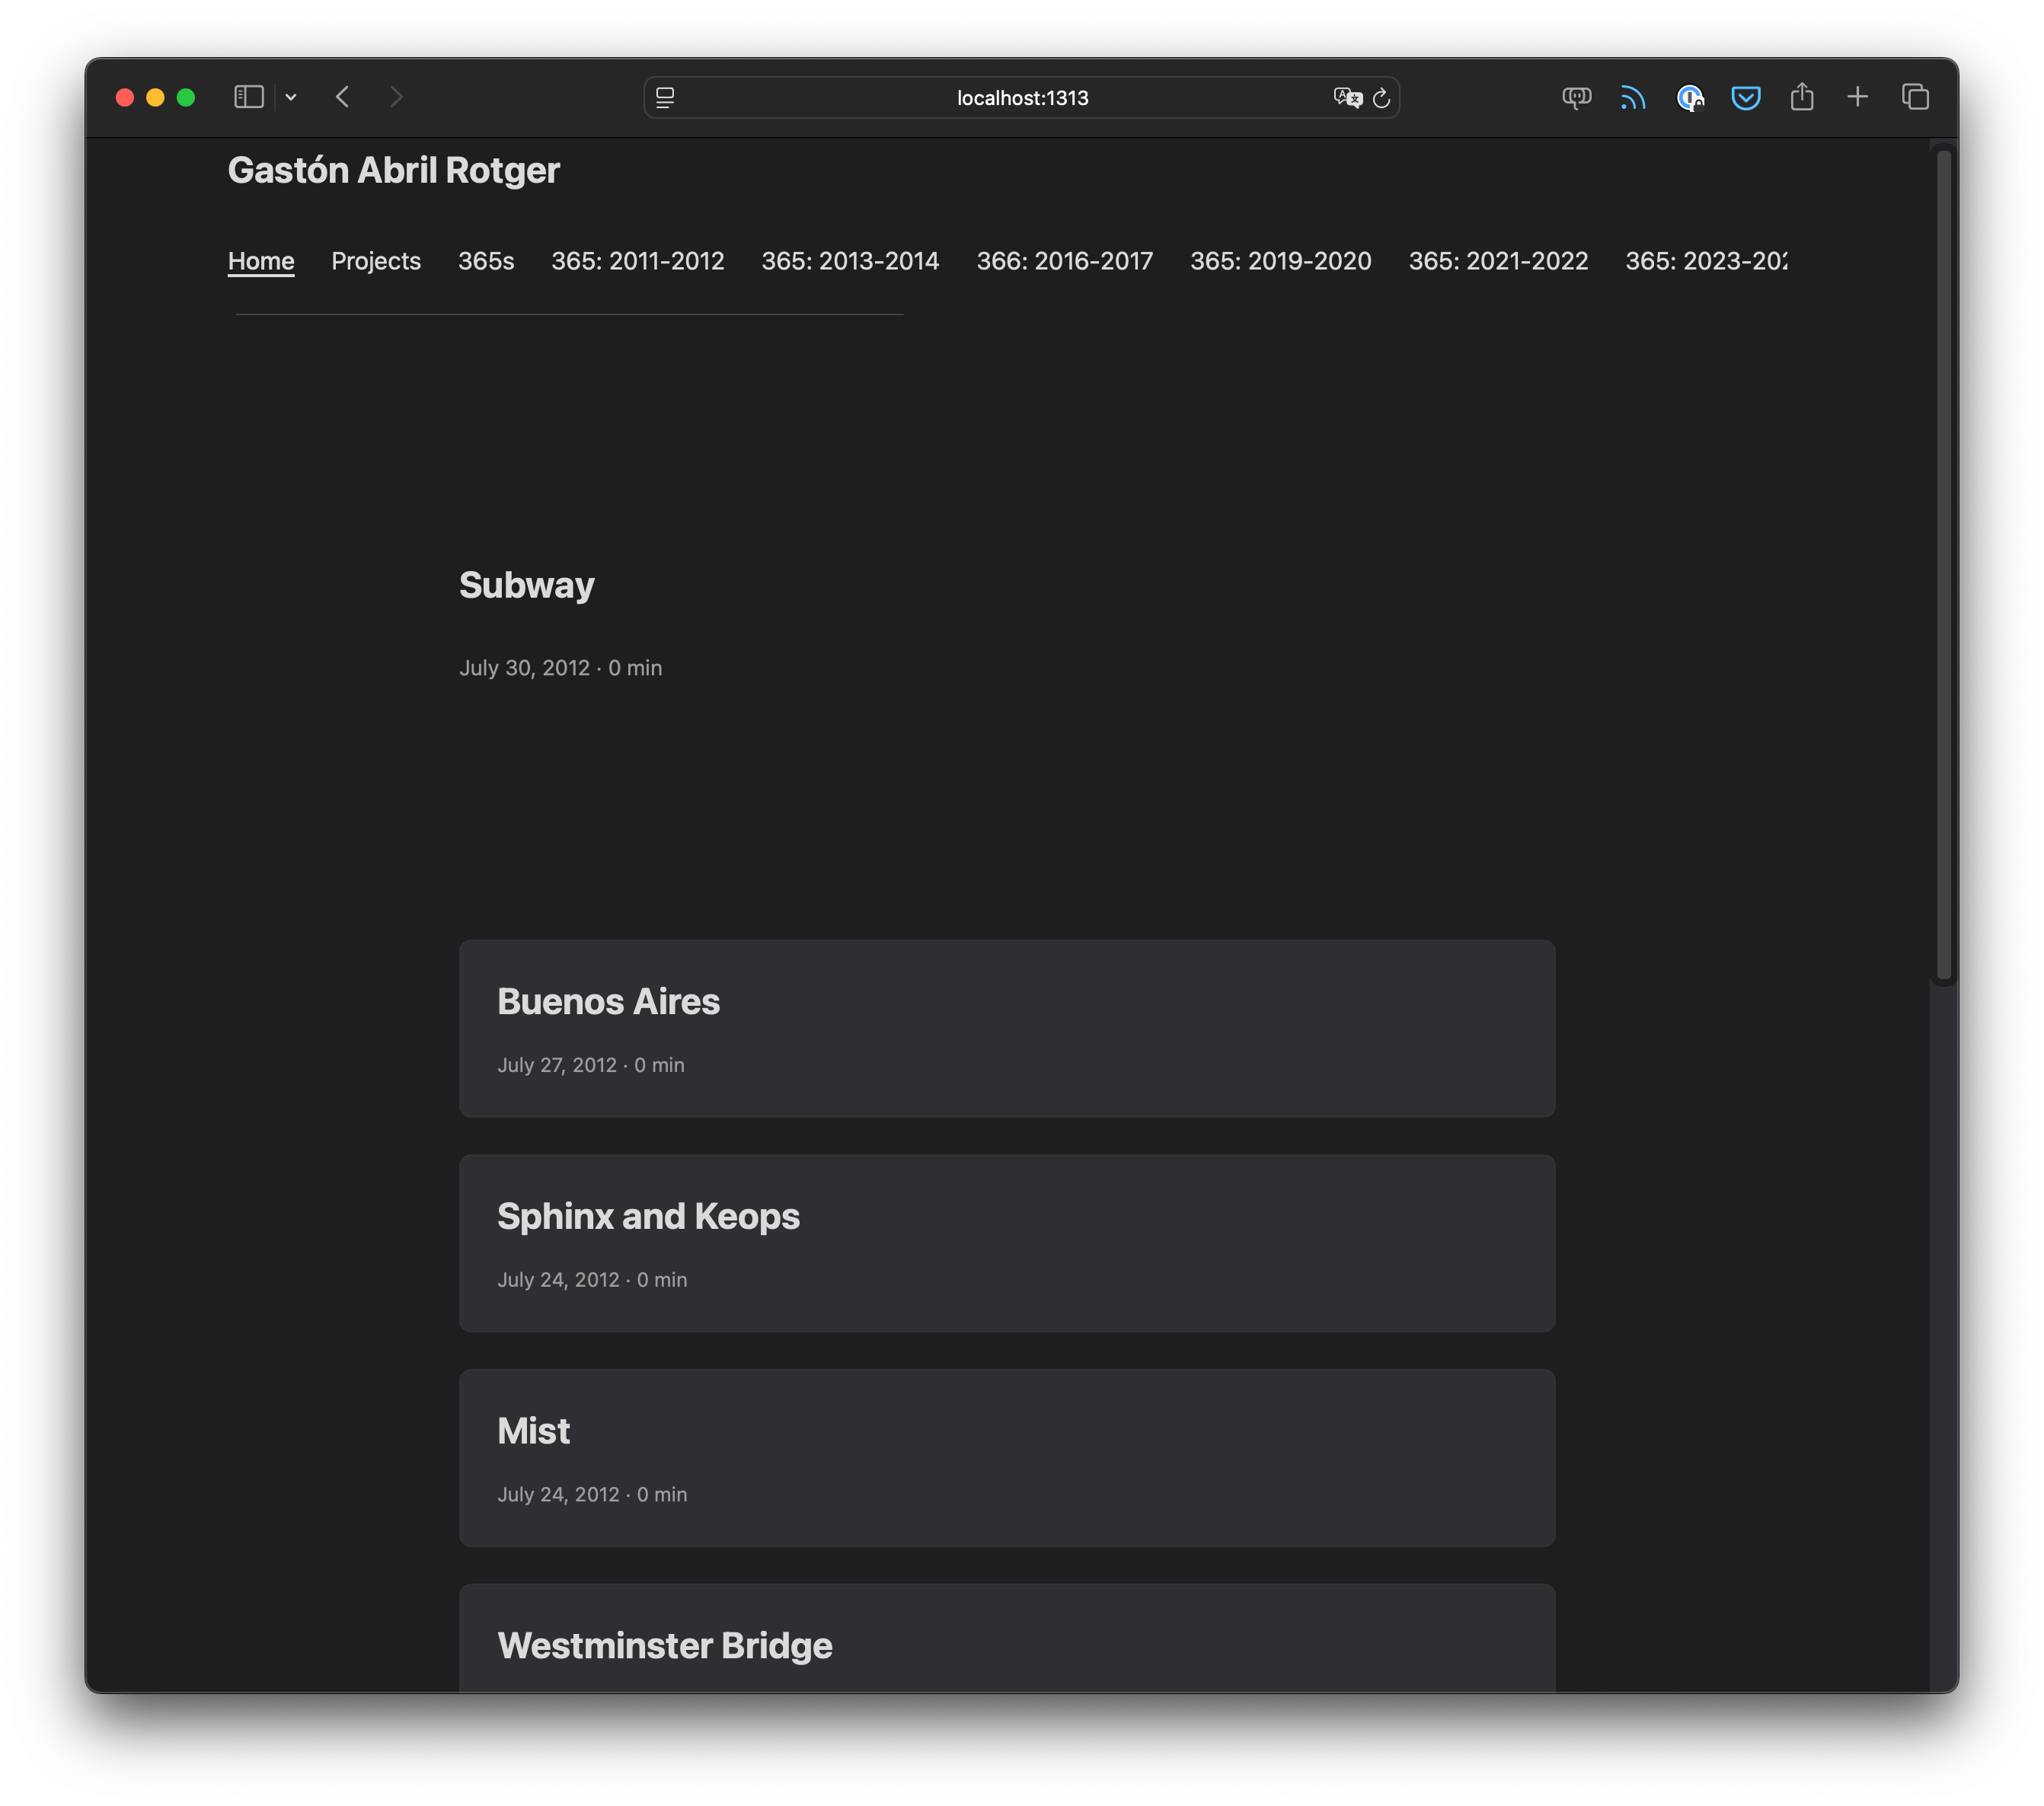 localhost:1313
Gastón Abril Rotger
Home Projects 365s 365: 2011-2012 365: 2013-2014 366: 2016-2017 365: 2019-2020 365: 2021-2022 365: 2023-202
Subway
July 30, 2012 · 0 min
Buenos Aires
July 27, 2012 · 0 min
Sphinx and Keops
July 24, 2012 · 0 min
Mist
July 24, 2012 · 0 min
Westminster Bridge